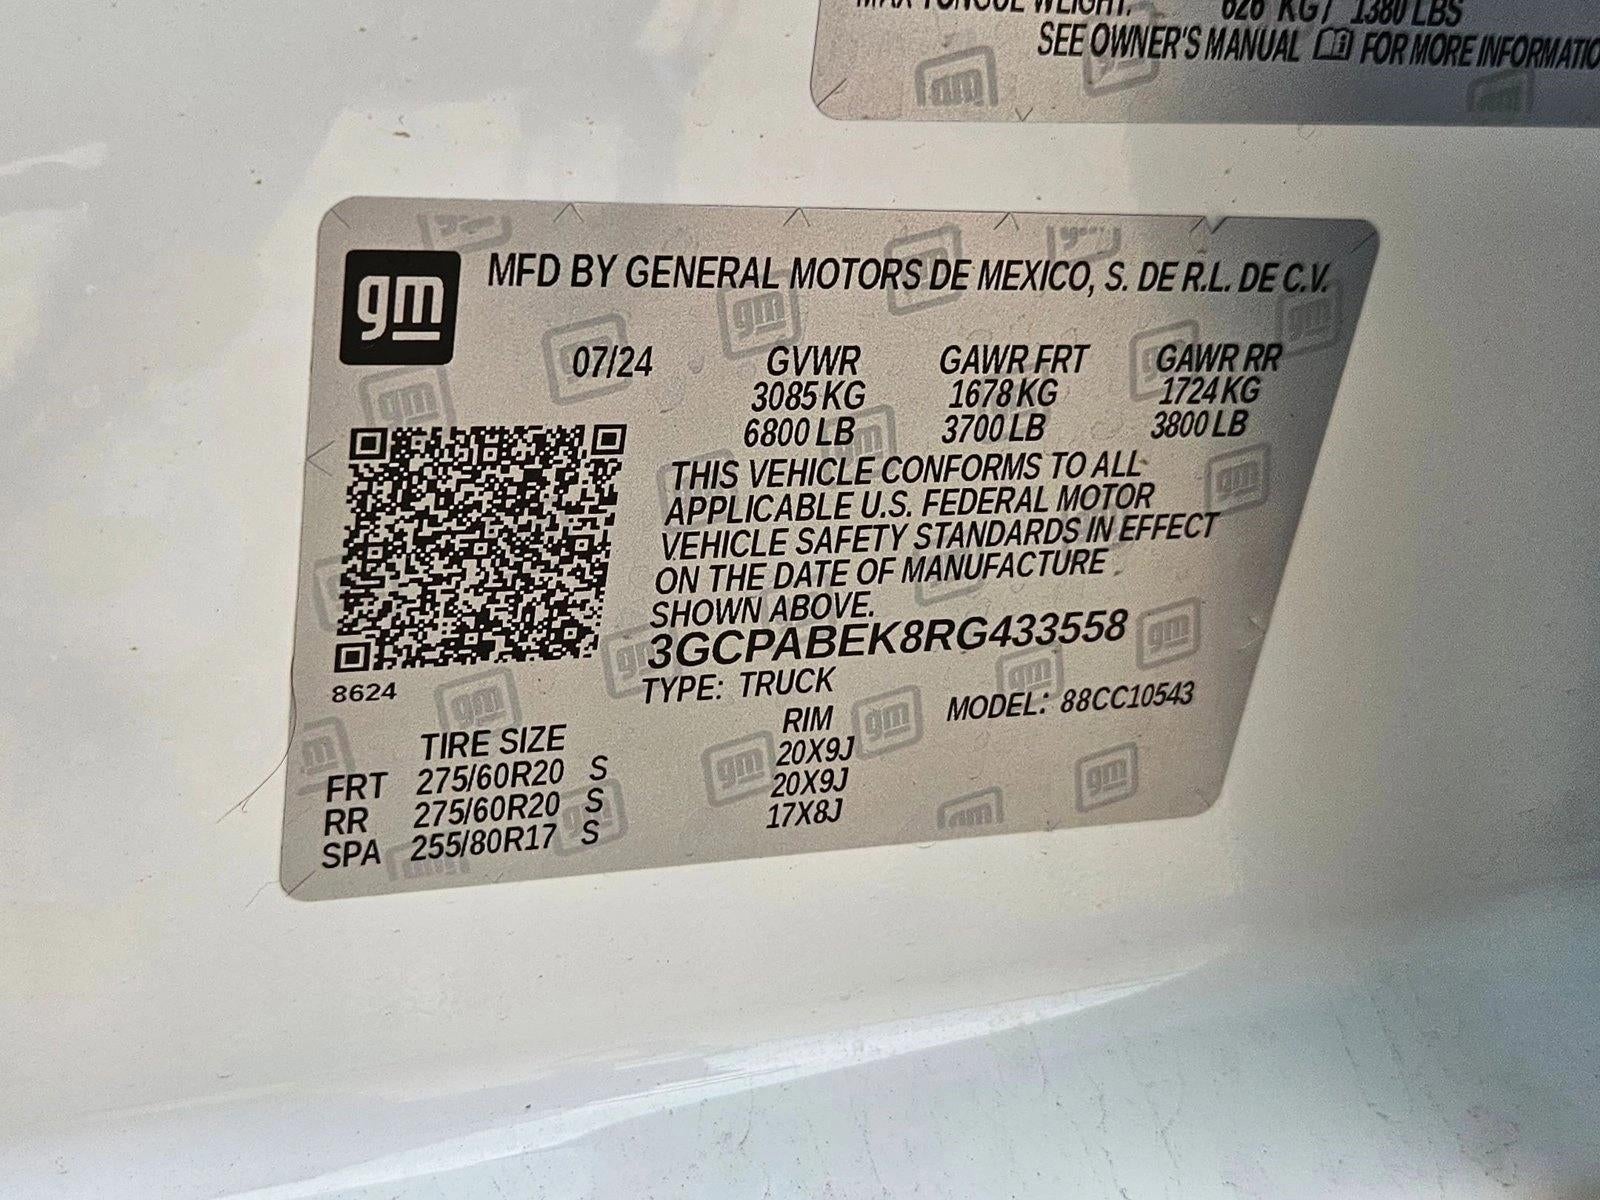 MAX TONGUE WEIGHT: 626 KG / 1380 LBS
SEE OWNER'S MANUAL FOR MORE INFORMATIO
gm
MFD BY GENERAL MOTORS DE MEXICO, S. DE R.L. DE C.V.
07/24 GVWR GAWR FRT GAWR RR
3085 KG 1678 KG 1724 KG
6800 LB 3700 LB 3800 LB
THIS VEHICLE CONFORMS TO ALL
APPLICABLE U.S. FEDERAL MOTOR
VEHICLE SAFETY STANDARDS IN EFFECT
ON THE DATE OF MANUFACTURE
SHOWN ABOVE.
3GCPABEK8RG433558
8624
TYPE: TRUCK MODEL: 88CC10543
TIRE SIZE RIM
FRT 275/60R20 S 20X9J
RR 275/60R20 S 20X9J
SPA 255/80R17 S 17X8J